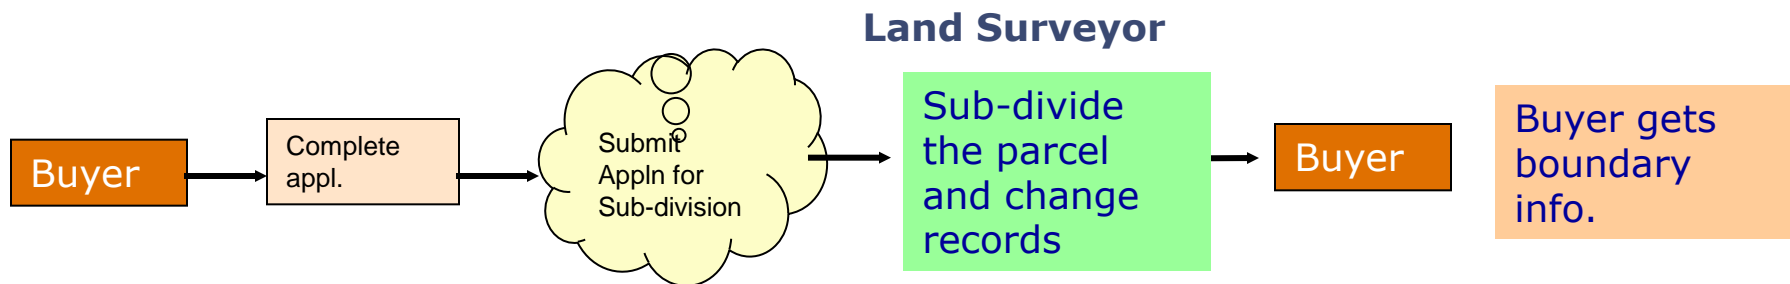 Land Surveyor
Buyer
Complete
appl.
Submit
Appln for
Sub-division
Sub-divide
the parcel
and change
records
Buyer
Buyer gets
boundary
info.